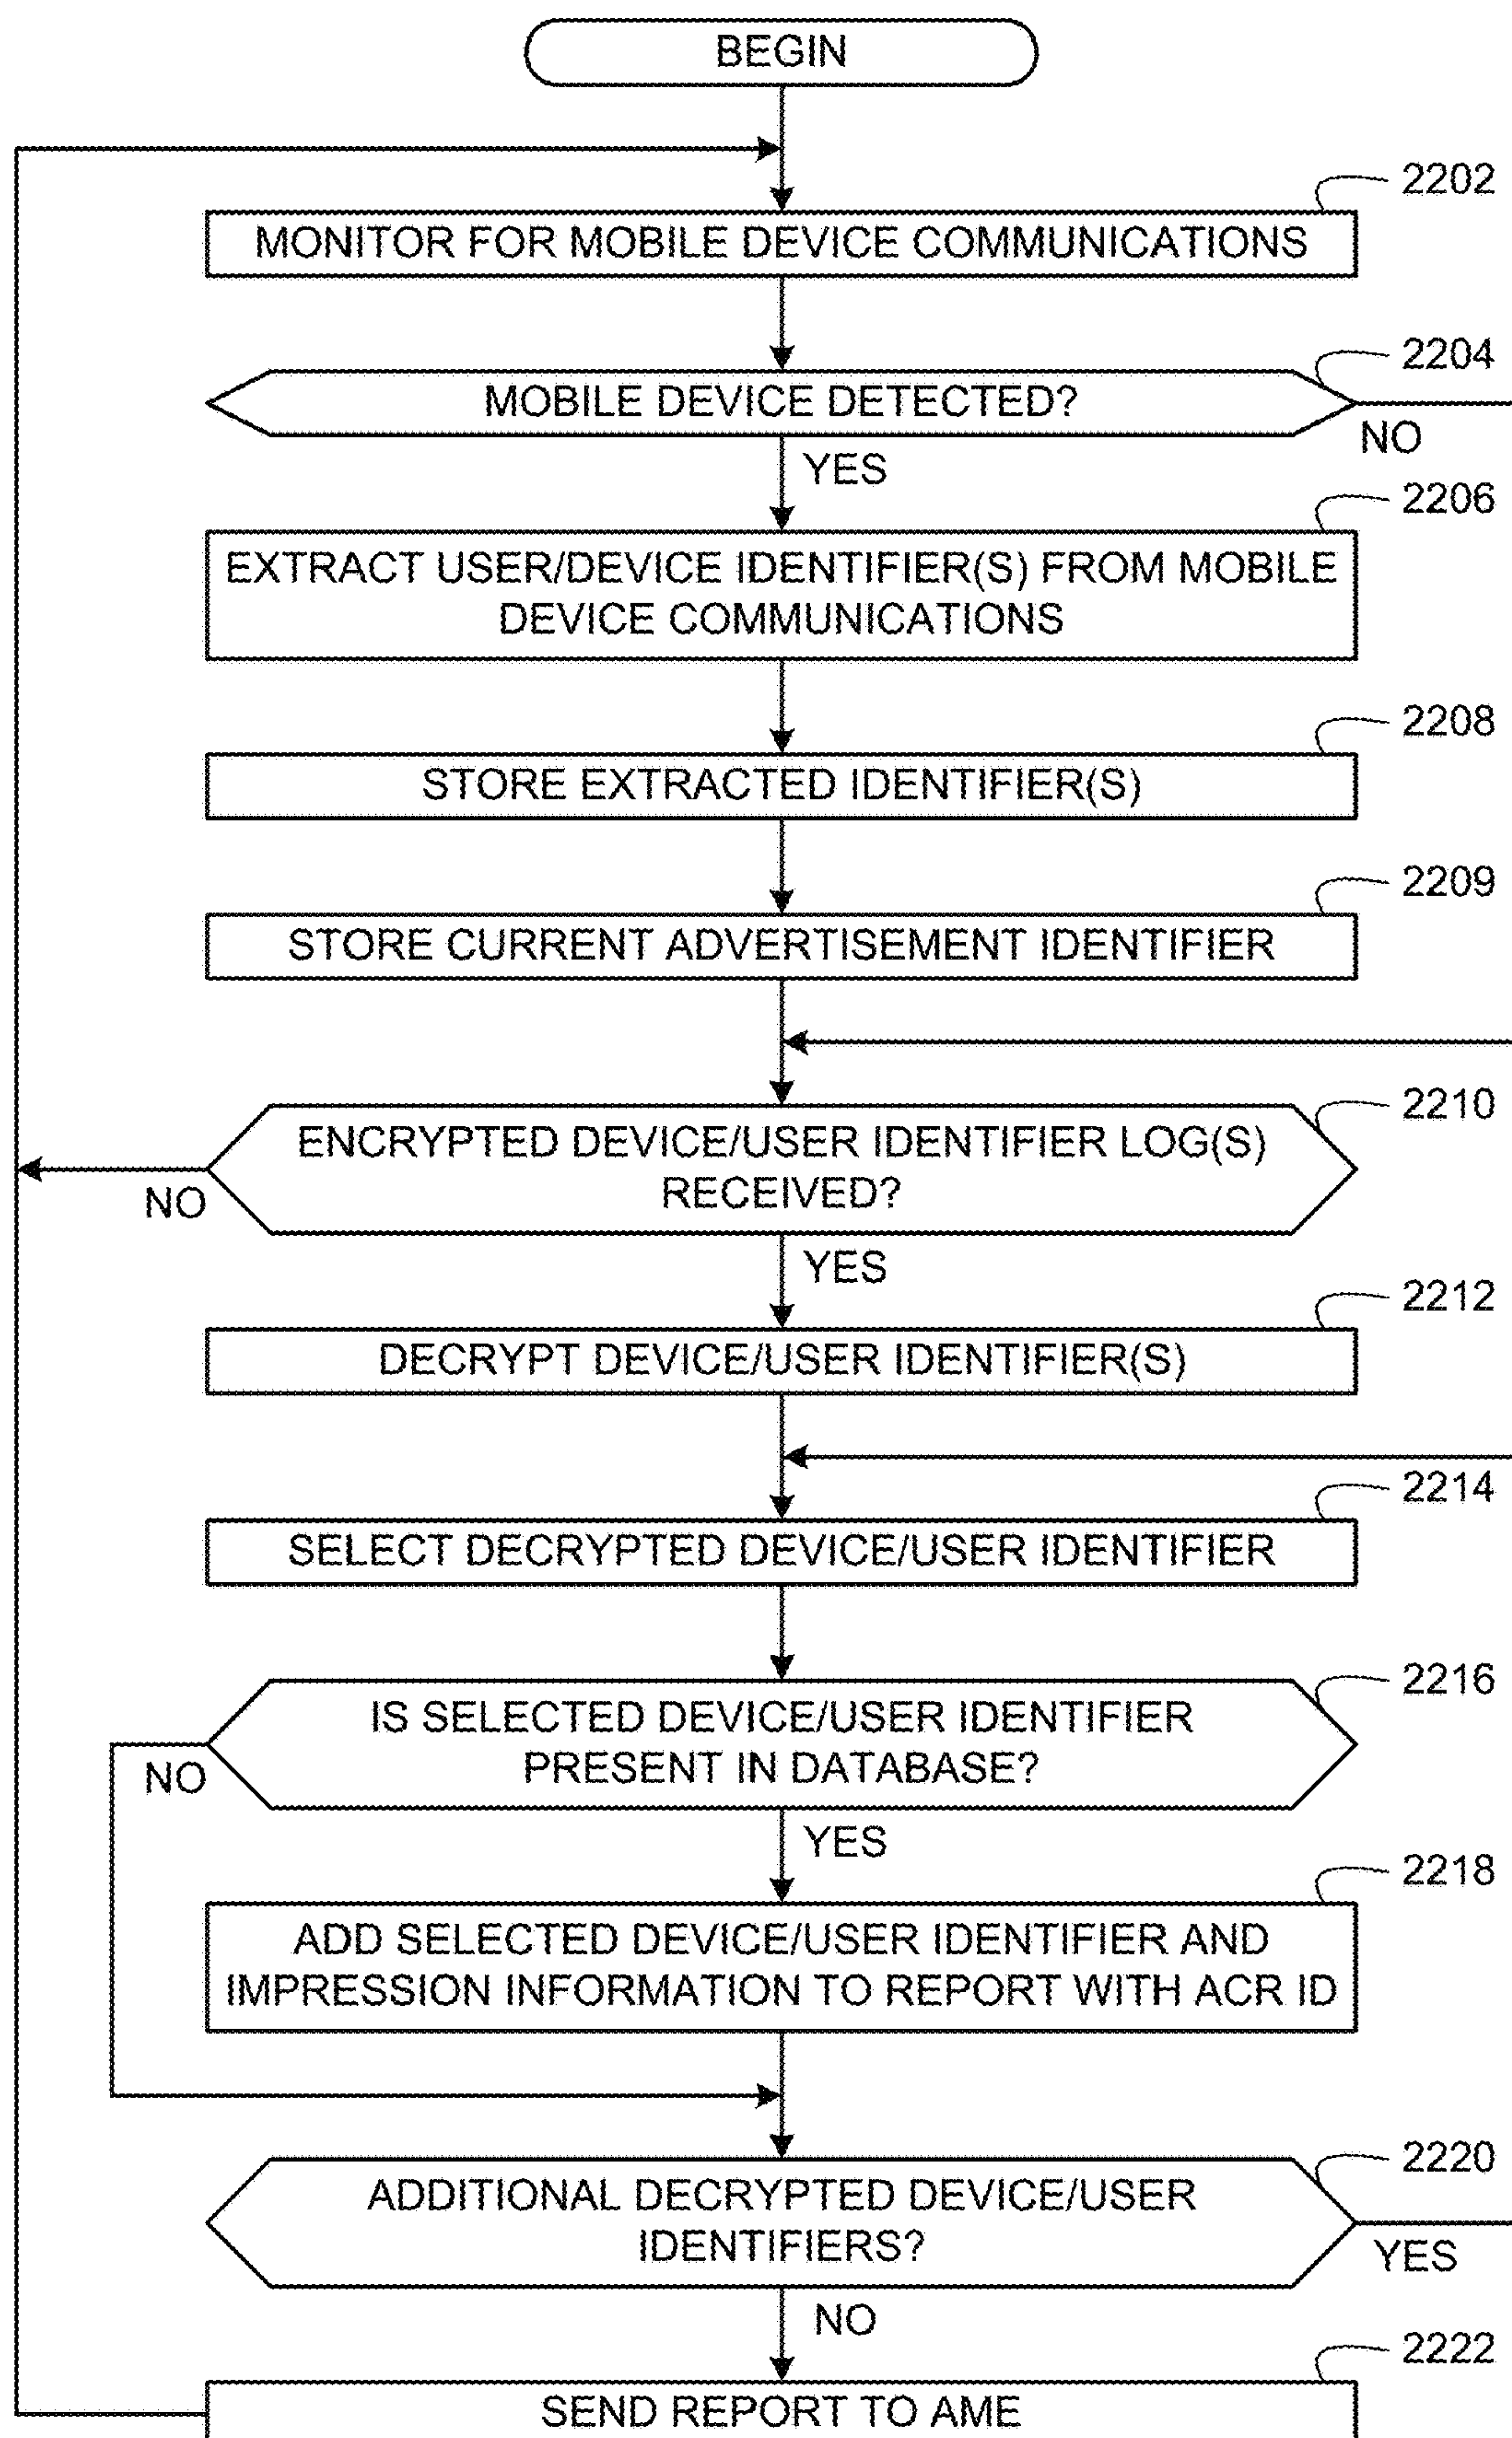 BEGIN
2202
MONITOR FOR MOBILE DEVICE COMMUNICATIONS
2204
MOBILE DEVICE DETECTED?
NO
YES
2206
EXTRACT USER/DEVICE IDENTIFIER(S) FROM MOBILE
DEVICE COMMUNICATIONS
2208
STORE EXTRACTED IDENTIFIER(S)
2209
STORE CURRENT ADVERTISEMENT IDENTIFIER
2210
ENCRYPTED DEVICE/USER IDENTIFIER LOG(S)
RECEIVED?
NO
YES
2212
DECRYPT DEVICE/USER IDENTIFIER(S)
2214
SELECT DECRYPTED DEVICE/USER IDENTIFIER
2216
IS SELECTED DEVICE/USER IDENTIFIER
PRESENT IN DATABASE?
NO
YES
2218
ADD SELECTED DEVICE/USER IDENTIFIER AND
IMPRESSION INFORMATION TO REPORT WITH ACR ID
2220
ADDITIONAL DECRYPTED DEVICE/USER
IDENTIFIERS?
YES
NO
2222
SEND REPORT TO AME